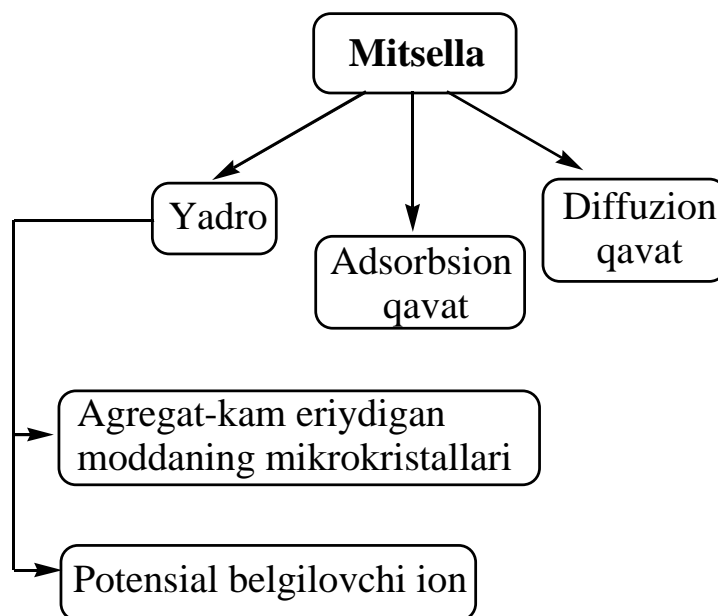 Mitsella
Yadro
Adsorbsion
qavat
Diffuzion
qavat
Agregat-kam eriydigan
moddaning mikrokristallari
Potensial belgilovchi ion